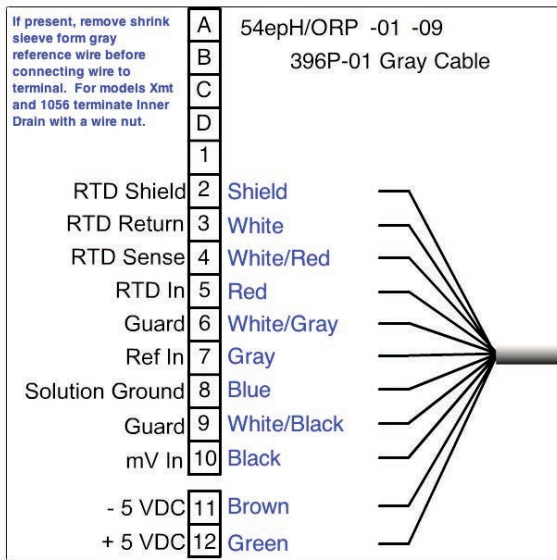 If present, remove shrink
sleeve form gray
reference wire before
connecting wire to
terminal. For models Xmt
and 1056 terminate Inner
Drain with a wire nut.
54epH/ORP -01 -09
396P-01 Gray Cable
A
B
C
D
1
RTD Shield 2 Shield
RTD Return 3 White
RTD Sense 4 White/Red
RTD In 5 Red
Guard 6 White/Gray
Ref In 7 Gray
Solution Ground 8 Blue
Guard 9 White/Black
mV In 10 Black
- 5 VDC 11 Brown
+ 5 VDC 12 Green